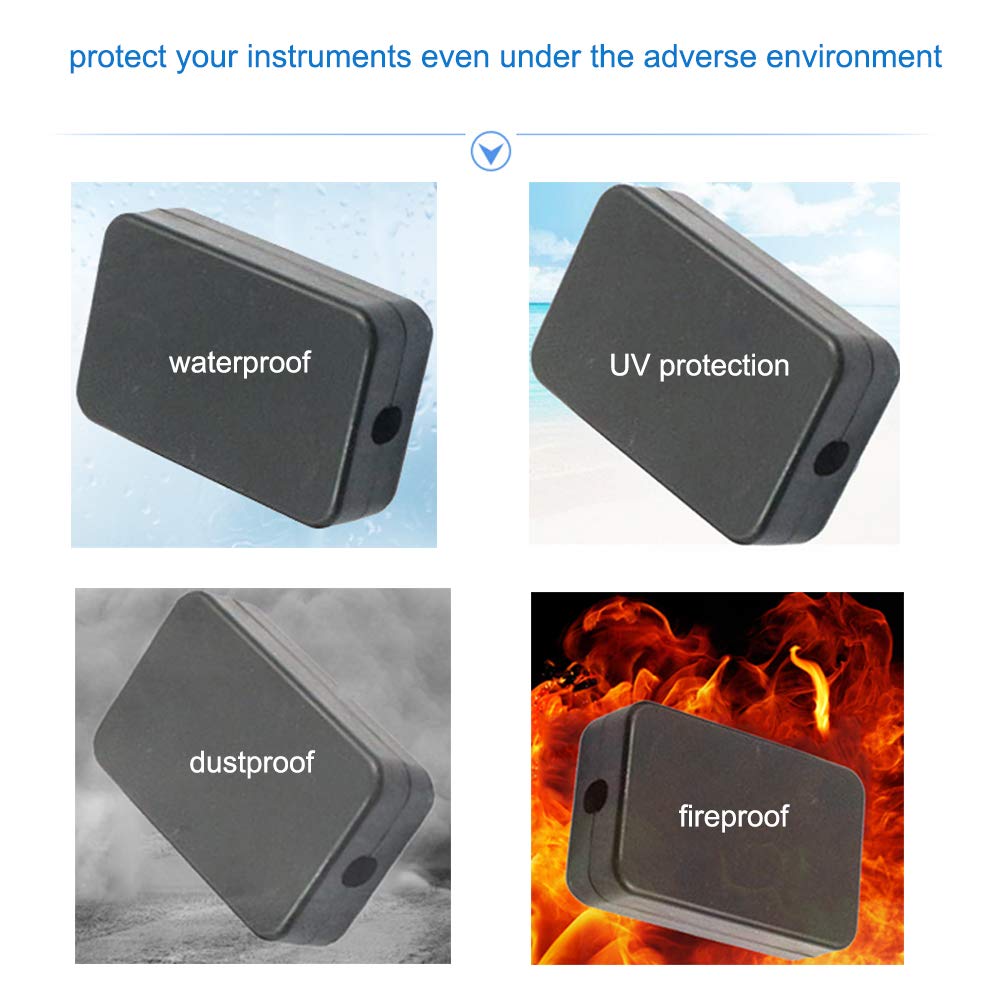 protect your instruments even under the adverse environment
waterproof
UV protection
dustproof
fireproof